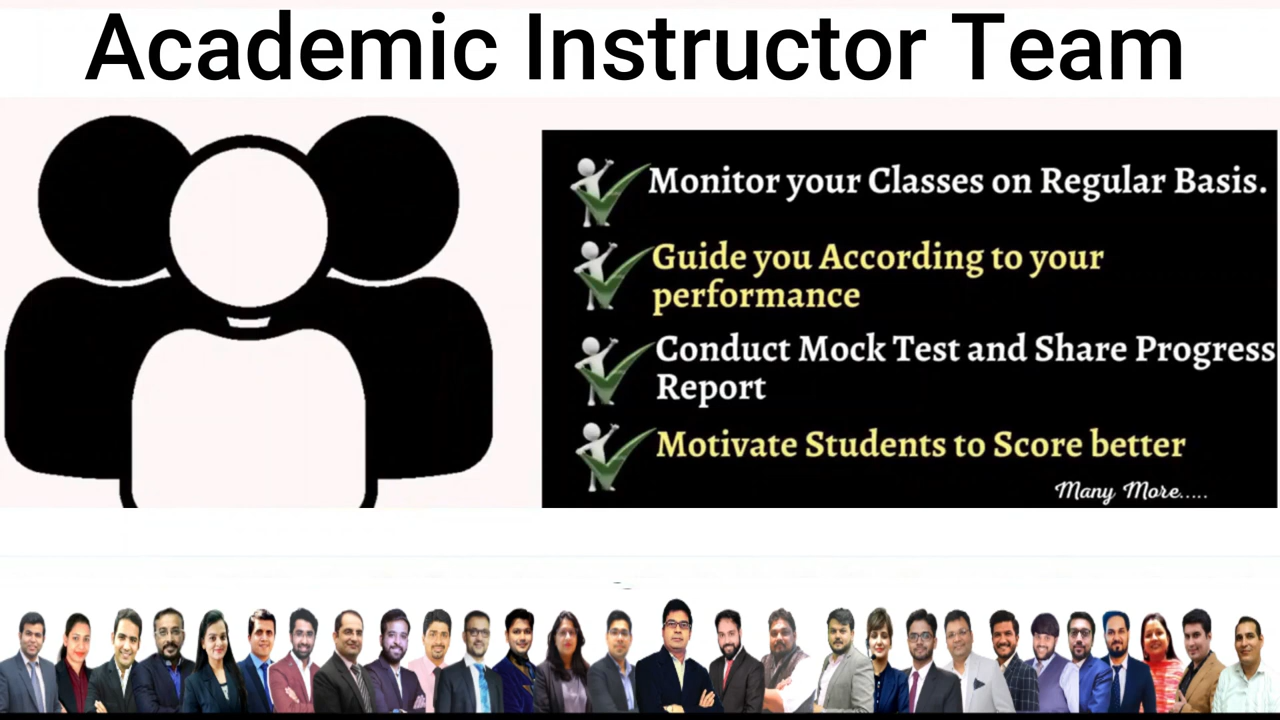 Academic Instructor Team
Monitor your Classes on Regular Basis.
Guide you According to your
performance
Conduct Mock Test and Share Progress
Report
Motivate Students to Score better
Many More.....